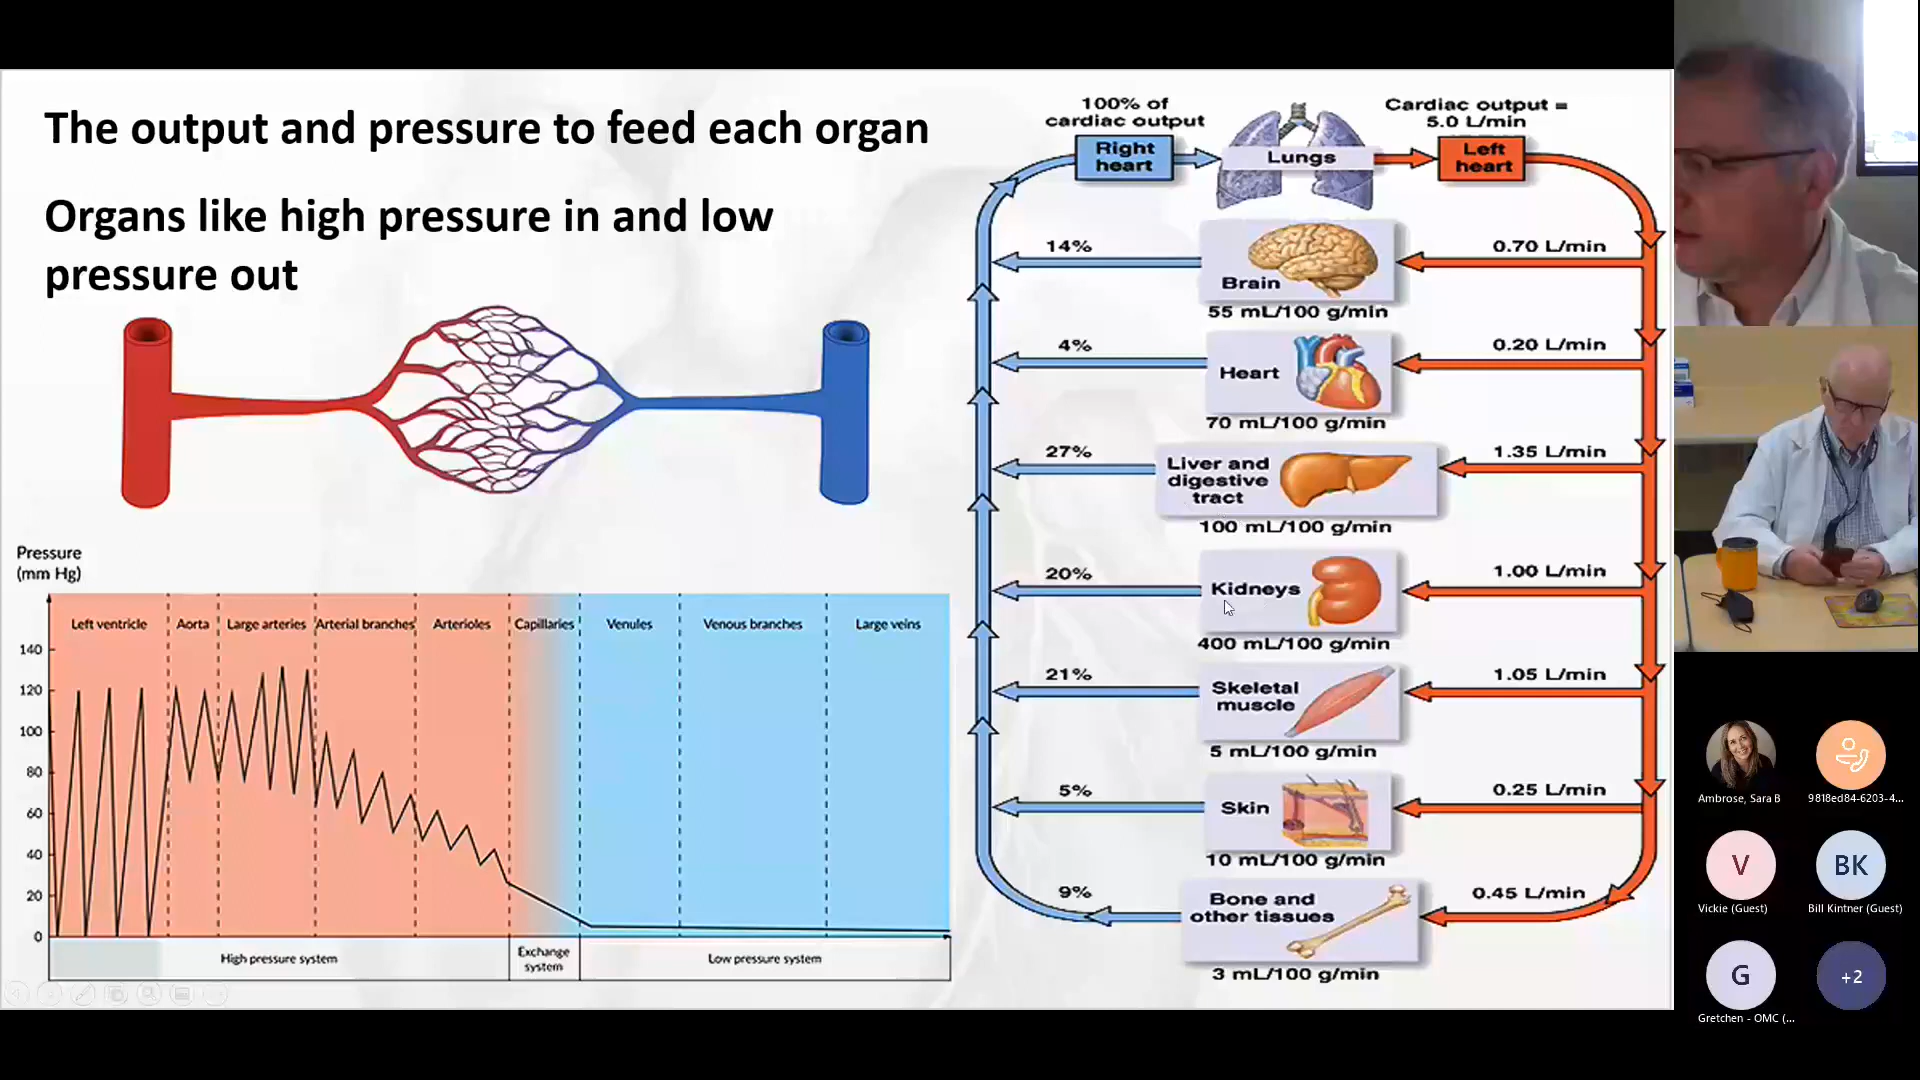 The output and pressure to feed each organ
Organs like high pressure in and low
pressure out
Pressure
(mm Hg)
Left ventricle
Aorta
Large arteries
Arterial branches
Arterioles
Capillaries
Venules
Venous branches
Large veins
140
120
100
80
60
40
20
0
High pressure system
Exchange
system
Low pressure system
100% of
cardiac output
Cardiac output =
5.0 L/min
Right
heart
Lungs
Left
heart
14%
0.70 L/min
Brain
55 mL/100 g/min
4%
0.20 L/min
Heart
70 mL/100 g/min
27%
1.35 L/min
Liver and
digestive
tract
100 mL/100 g/min
20%
1.00 L/min
Kidneys
400 mL/100 g/min
21%
1.05 L/min
Skeletal
muscle
5 mL/100 g/min
5%
0.25 L/min
Skin
10 mL/100 g/min
9%
0.45 L/min
Bone and
other tissues
3 mL/100 g/min
Ambrose, Sara B
9818ed84-6203-4...
V
BK
Vickie (Guest)
Bill Kintner (Guest)
G
+2
Gretchen - OMC (...